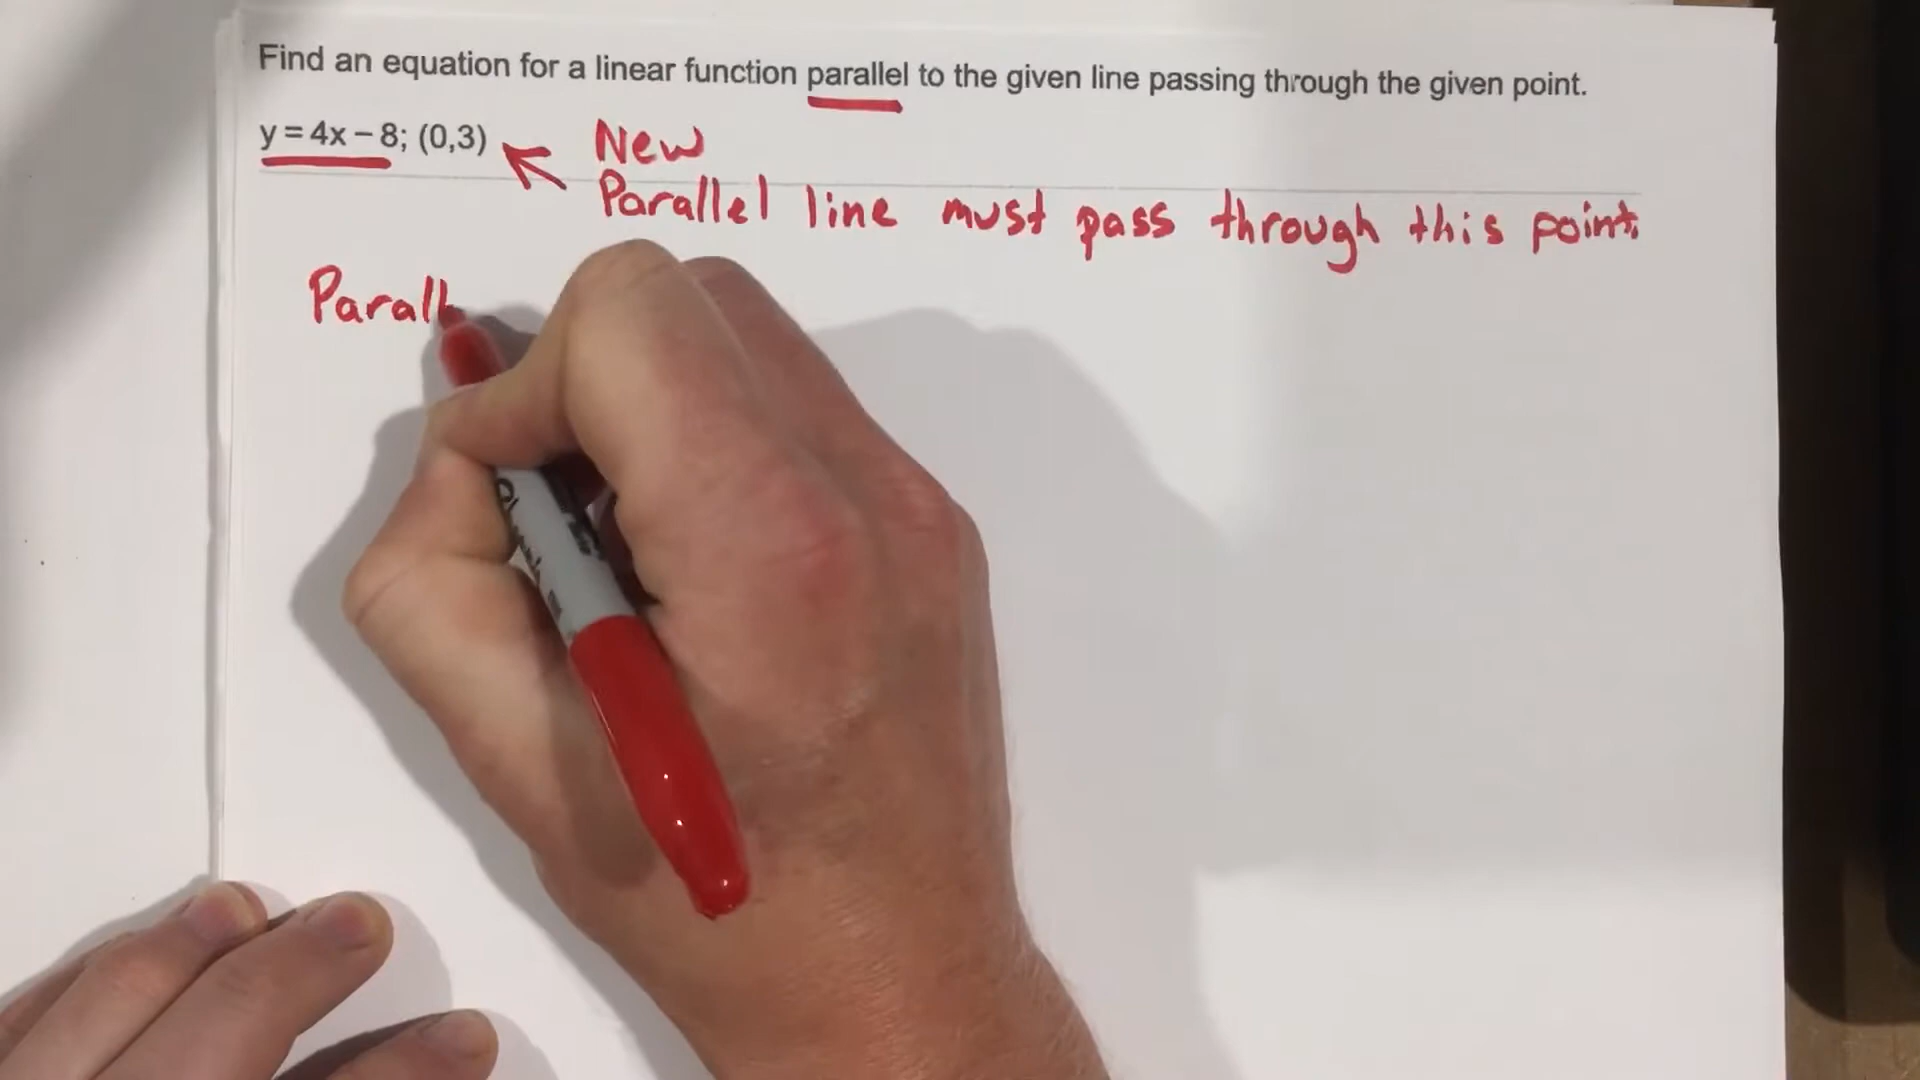 Find an equation for a linear function parallel to the given line passing through the given point.
y = 4x – 8; (0,3)
New
Parallel line must pass through this point.
Parall